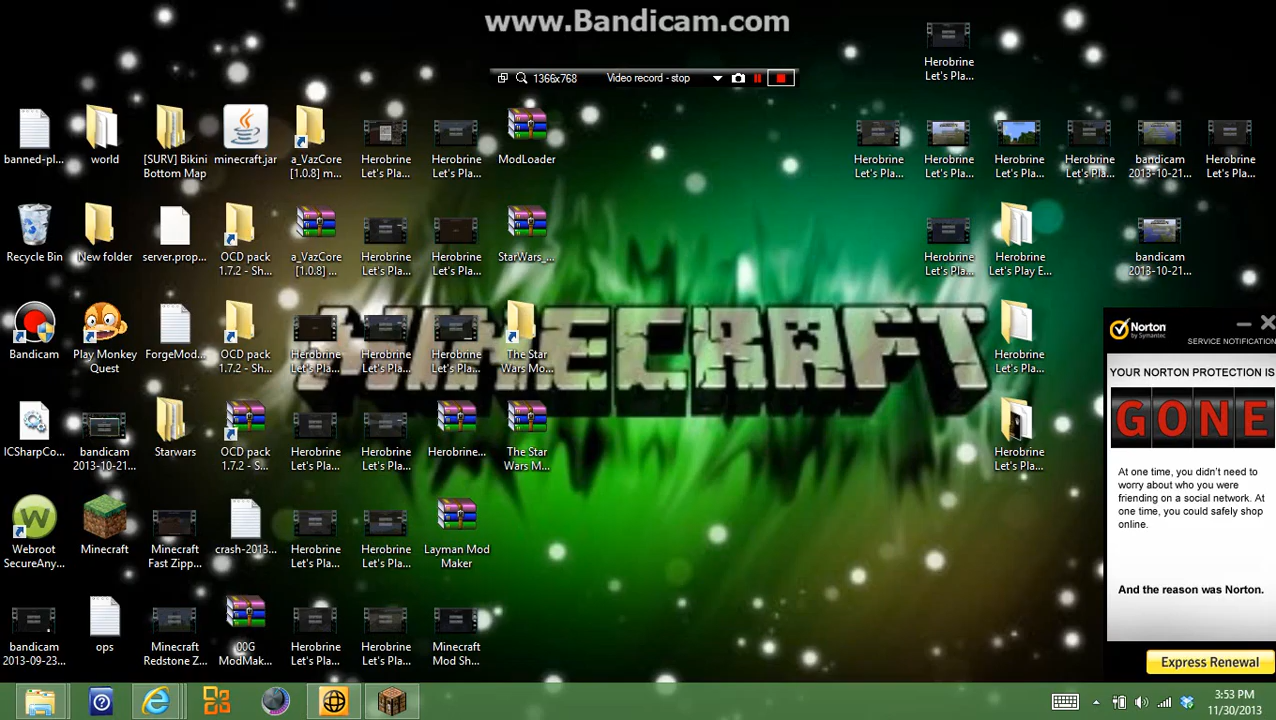 www.Bandicam.com
1366x768
Video record - stop
Herobrine
Let's Pla...
banned-pl...
world
[SURV] Bikini
Bottom Map
minecraft.jar
a_VazCore
[1.0.8] m...
Herobrine
Let's Pla...
Herobrine
Let's Pla...
ModLoader
Herobrine
Let's Pla...
Herobrine
Let's Pla...
Herobrine
Let's Pla...
Herobrine
Let's Pla...
bandicam
2013-10-21...
Herobrine
Let's Pla...
Recycle Bin
New folder
server.prop...
OCD pack
1.7.2 - Sh...
a_VazCore
[1.0.8] ...
Herobrine
Let's Pla...
Herobrine
Let's Pla...
StarWars_...
Herobrine
Let's Pla...
Herobrine
Let's Play E...
bandicam
2013-10-21...
MINECRAFT
Bandicam
Play Monkey
Quest
ForgeMod...
OCD pack
1.7.2 - Sh...
Herobrine
Let's Pla...
Herobrine
Let's Pla...
Herobrine
Let's Pla...
The Star
Wars Mo...
Herobrine
Let's Pla...
ICSharpCo...
bandicam
2013-10-21...
Starwars
OCD pack
1.7.2 - S...
Herobrine
Let's Pla...
Herobrine
Let's Pla...
Herobrine...
The Star
Wars M...
Herobrine
Let's Pla...
Webroot
SecureAny...
Minecraft
Minecraft
Fast Zipp...
crash-2013...
Herobrine
Let's Pla...
Herobrine
Let's Pla...
Layman Mod
Maker
bandicam
2013-09-23...
ops
Minecraft
Redstone Z...
00G
ModMak...
Herobrine
Let's Pla...
Herobrine
Let's Pla...
Minecraft
Mod Sh...
Norton
by Symantec
SERVICE NOTIFICATION
YOUR NORTON PROTECTION IS
GONE
At one time, you didn't need to
worry about who you were
friending on a social network. At
one time, you could safely shop
online.
And the reason was Norton.
Express Renewal
3:53 PM
11/30/2013